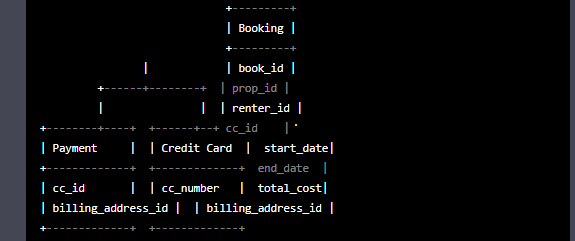 +---------+
| Booking |
+---------+
| | book_id |
+------+--------+ | prop_id |
| | | renter_id |
+--------+----+ +------+--+ cc_id |
| Payment | | Credit Card | start_date|
+-------------+ +-------------+ end_date |
| cc_id | | cc_number | total_cost|
| billing_address_id | | billing_address_id |
+-------------+ +-------------+